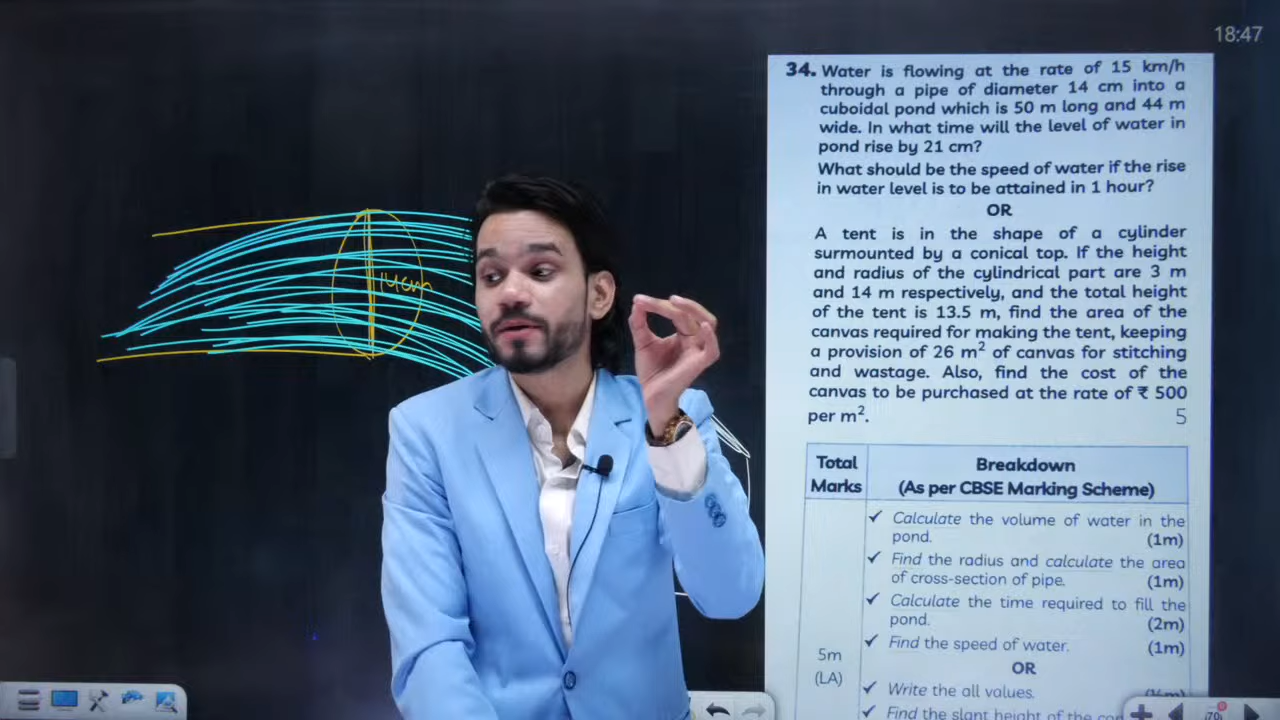 18:47
34. Water is flowing at the rate of 15 km/h
through a pipe of diameter 14 cm into a
cuboidal pond which is 50 m long and 44 m
wide. In what time will the level of water in
pond rise by 21 cm?
What should be the speed of water if the rise
in water level is to be attained in 1 hour?
OR
A tent is in the shape of a cylinder
surmounted by a conical top. If the height
and radius of the cylindrical part are 3 m
and 14 m respectively, and the total height
of the tent is 13.5 m, find the area of the
canvas required for making the tent, keeping
a provision of 26 m² of canvas for stitching
and wastage. Also, find the cost of the
canvas to be purchased at the rate of ₹ 500
per m².
5
14cm
Total
Marks
Breakdown
(As per CBSE Marking Scheme)
5m
(LA)
✓ Calculate the volume of water in the
pond. (1m)
✓ Find the radius and calculate the area
of cross-section of pipe. (1m)
✓ Calculate the time required to fill the
pond. (2m)
✓ Find the speed of water. (1m)
OR
✓ Write the all values.
✓ Find the slant height of the
70